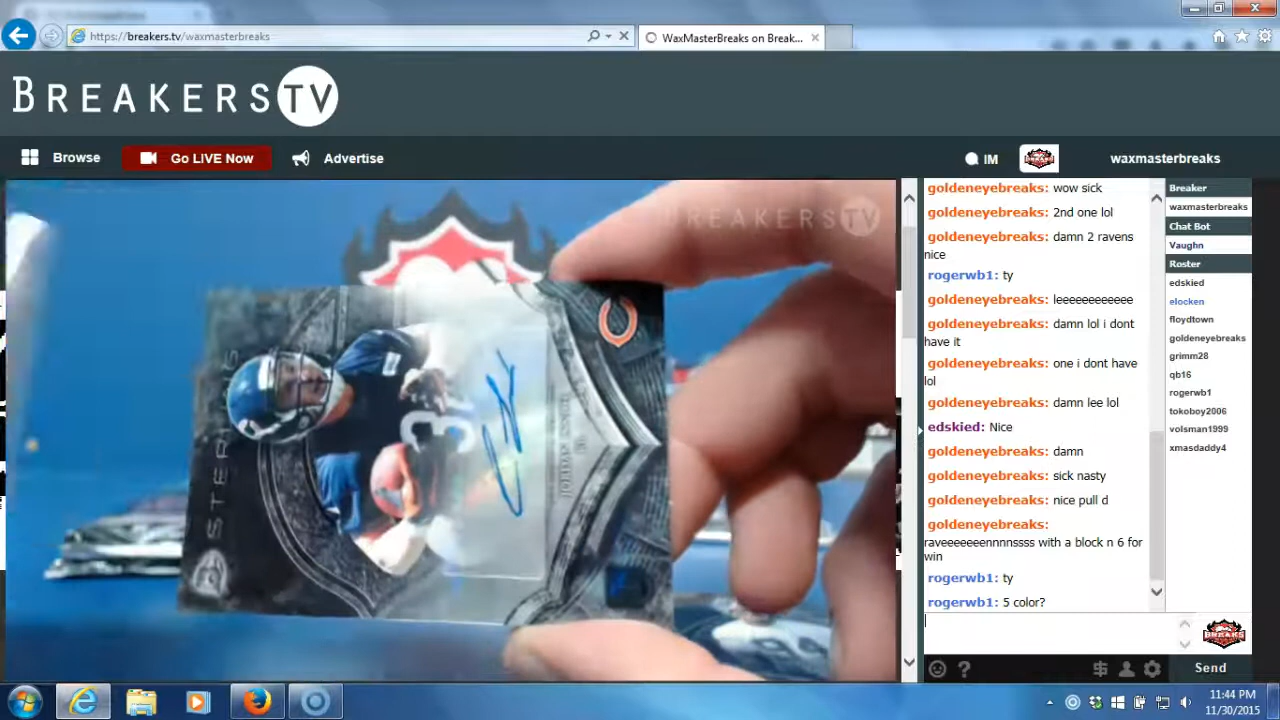 https://breakers.tv/waxmasterbreaks
WaxMasterBreaks on Break...
BREAKERS TV
Browse
Go LIVE Now
Advertise
IM
waxmasterbreaks
BREAKERS TV
BOWMAN STERLING
3
goldeneyebreaks: wow sick
goldeneyebreaks: 2nd one lol
goldeneyebreaks: damn 2 ravens
nice
rogerwb1: ty
goldeneyebreaks: leeeeeeeeeeee
goldeneyebreaks: damn lol i dont
have it
goldeneyebreaks: one i dont have
lol
goldeneyebreaks: damn lee lol
edskied: Nice
goldeneyebreaks: damn
goldeneyebreaks: sick nasty
goldeneyebreaks: nice pull d
goldeneyebreaks:
raveeeeeeennnnssss with a block n 6 for
win
rogerwb1: ty
rogerwb1: 5 color?
Breaker
waxmasterbreaks
Chat Bot
Vaughn
Roster
edskied
elocken
floydtown
goldeneyebreaks
grimm28
qb16
rogerwb1
tokoboy2006
volsman1999
xmasdaddy4
BREAKS
Send
11:44 PM
11/30/2015